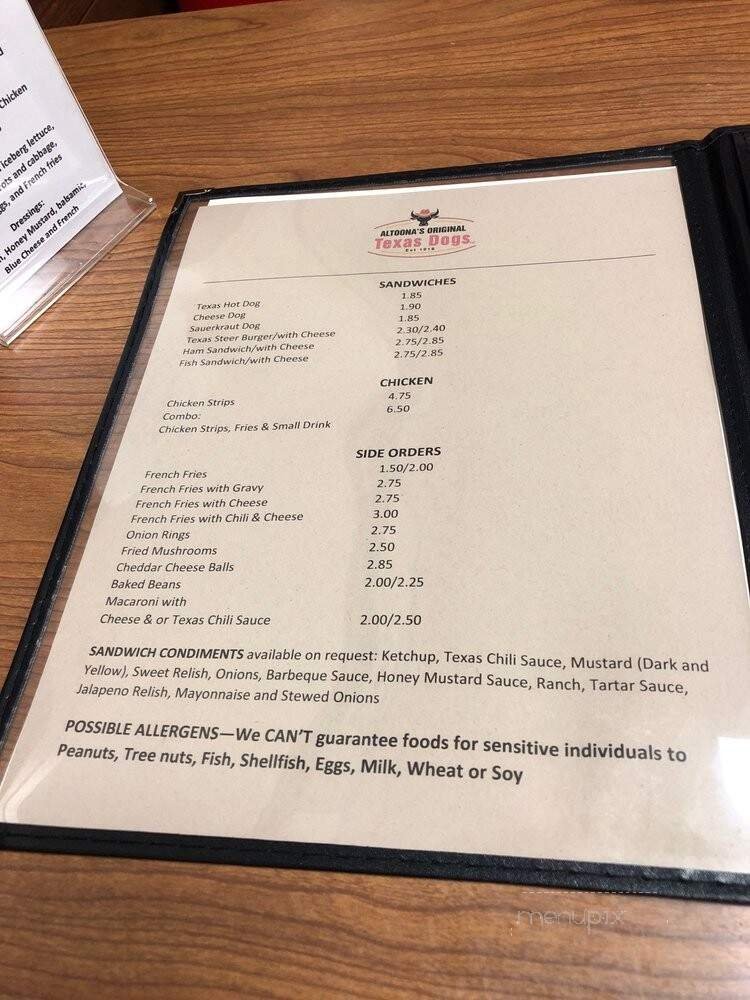 Chicken
iceberg lettuce,
and cabbage,
and French fries
Dressings:
Honey Mustard, balsamic,
Blue Cheese and French
ALTOONA'S ORIGINAL
Texas Dogs
Est 1918
SANDWICHES
Texas Hot Dog 1.85
Cheese Dog 1.90
Sauerkraut Dog 1.85
Texas Steer Burger/with Cheese 2.30/2.40
Ham Sandwich/with Cheese 2.75/2.85
Fish Sandwich/with Cheese 2.75/2.85
CHICKEN
Chicken Strips 4.75
Combo: 6.50
Chicken Strips, Fries & Small Drink
SIDE ORDERS
French Fries 1.50/2.00
French Fries with Gravy 2.75
French Fries with Cheese 2.75
French Fries with Chili & Cheese 3.00
Onion Rings 2.75
Fried Mushrooms 2.50
Cheddar Cheese Balls 2.85
Baked Beans 2.00/2.25
Macaroni with
Cheese & or Texas Chili Sauce 2.00/2.50
SANDWICH CONDIMENTS available on request: Ketchup, Texas Chili Sauce, Mustard (Dark and
Yellow), Sweet Relish, Onions, Barbeque Sauce, Honey Mustard Sauce, Ranch, Tartar Sauce,
Jalapeno Relish, Mayonnaise and Stewed Onions
POSSIBLE ALLERGENS—We CAN'T guarantee foods for sensitive individuals to
Peanuts, Tree nuts, Fish, Shellfish, Eggs, Milk, Wheat or Soy
menupix